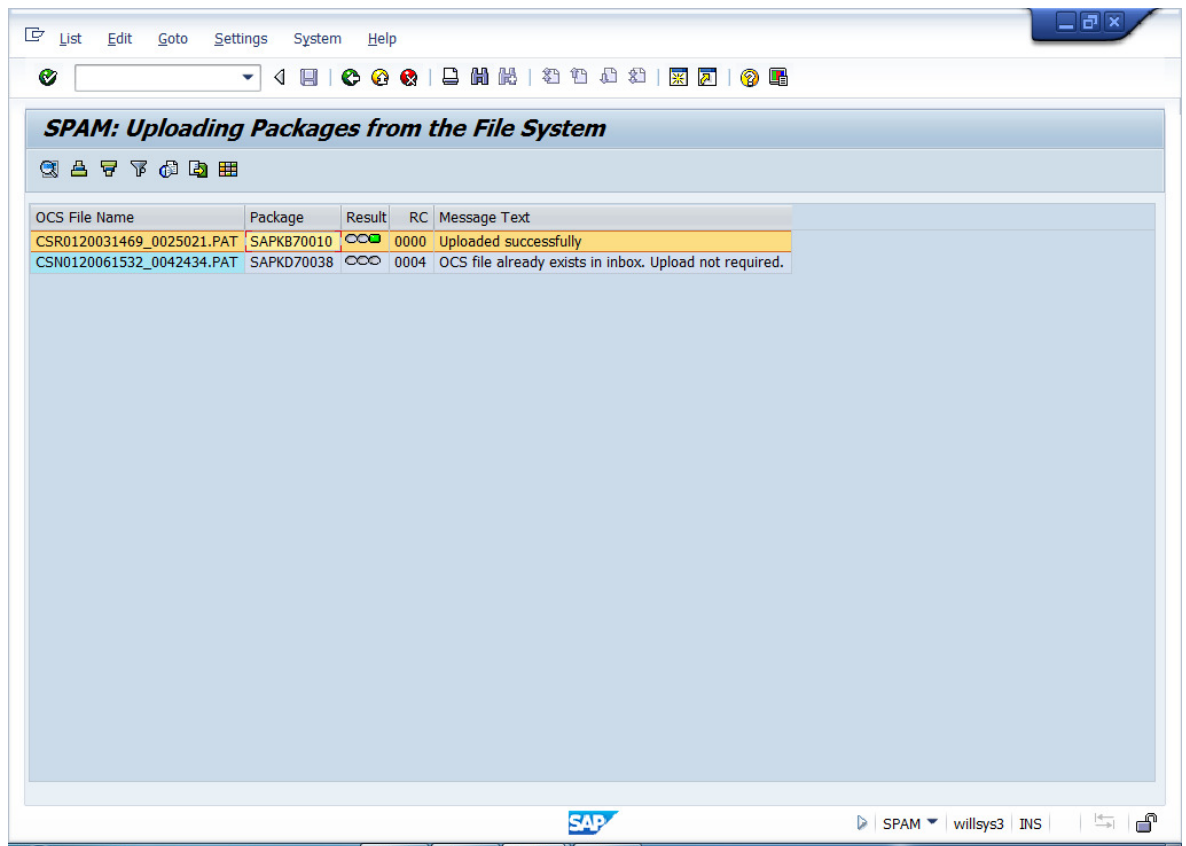 List Edit Goto Settings System Help
SPAM: Uploading Packages from the File System
OCS File Name Package Result RC Message Text
CSR0120031469_0025021.PAT SAPKB70010 0000 Uploaded successfully
CSN0120061532_0042434.PAT SAPKD70038 0004 OCS file already exists in inbox. Upload not required.
SAP SPAM willsys3 INS